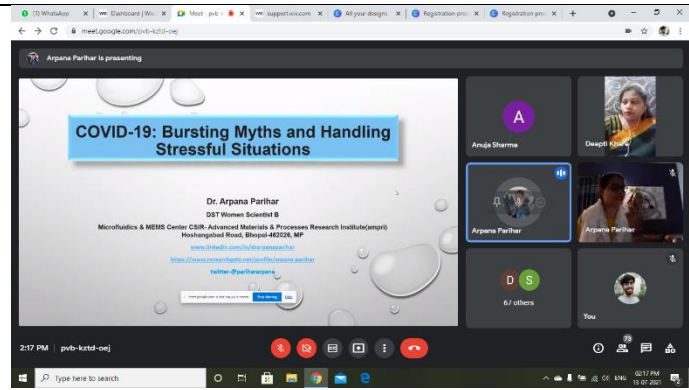 (1) WhatsApp
Dashboard | Wo
Meet - pvb
support.wix.com
All your designs
Registration pro
Registration pro
meet.google.com/pvb-kztd-oej
Arpana Parihar is presenting
COVID-19: Bursting Myths and Handling
Stressful Situations
Dr. Arpana Parihar
DST Women Scientist B
Microfluidics & MEMS Center CSIR- Advanced Materials & Processes Research Institute(ampri)
Hoshangabad Road, Bhopal-462026, MP
www.linkedin.com/in/drarpanaparihar
https://www.researchgate.net/profile/arpana parihar
twitter-@parihararpana
Stop sharing
Hide
A
Anuja Sharma
Deepti Khare
Arpana Parihar
Arpana Parihar
D S
67 others
You
2:17 PM | pvb-kztd-oej
73
Type here to search
ENG
02:17 PM
13-07-2021